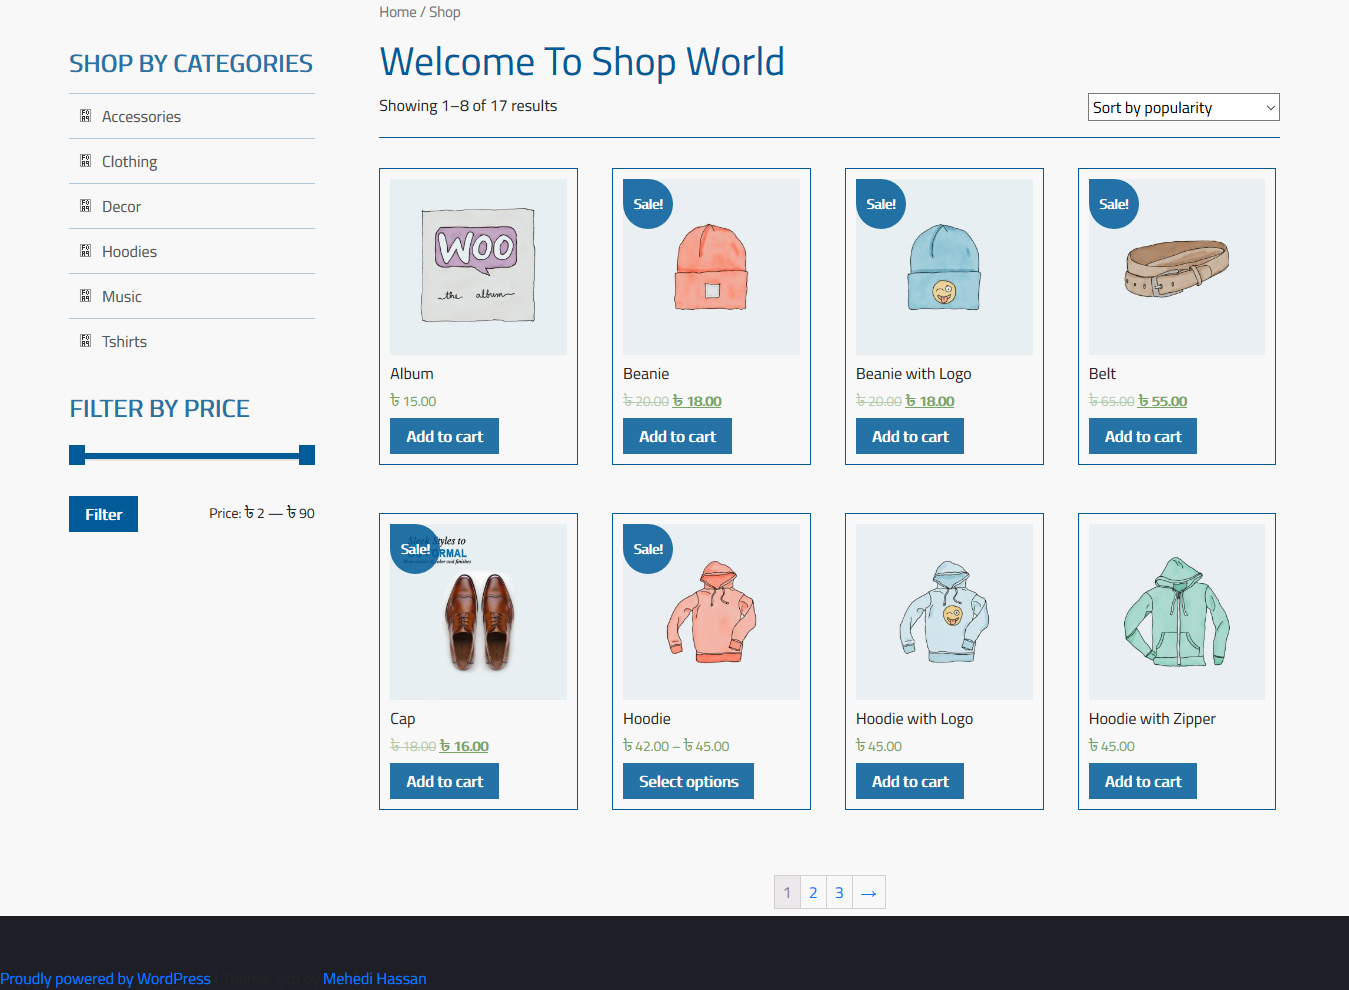 Home / Shop
SHOP BY CATEGORIES
Accessories
Clothing
Decor
Hoodies
Music
Tshirts
FILTER BY PRICE
Filter
Price: ৳ 2 — ৳ 90
Welcome To Shop World
Showing 1–8 of 17 results
Sort by popularity
WOO
the album
Album
৳ 15.00
Add to cart
Sale!
Beanie
৳ 20.00 ৳ 18.00
Add to cart
Sale!
Beanie with Logo
৳ 20.00 ৳ 18.00
Add to cart
Sale!
Belt
৳ 65.00 ৳ 55.00
Add to cart
Sale!
Styles to
Cap
৳ 18.00 ৳ 16.00
Add to cart
Sale!
Hoodie
৳ 42.00 – ৳ 45.00
Select options
Hoodie with Logo
৳ 45.00
Add to cart
Hoodie with Zipper
৳ 45.00
Add to cart
1 2 3 →
Proudly powered by WordPress | Theme: by Mehedi Hassan